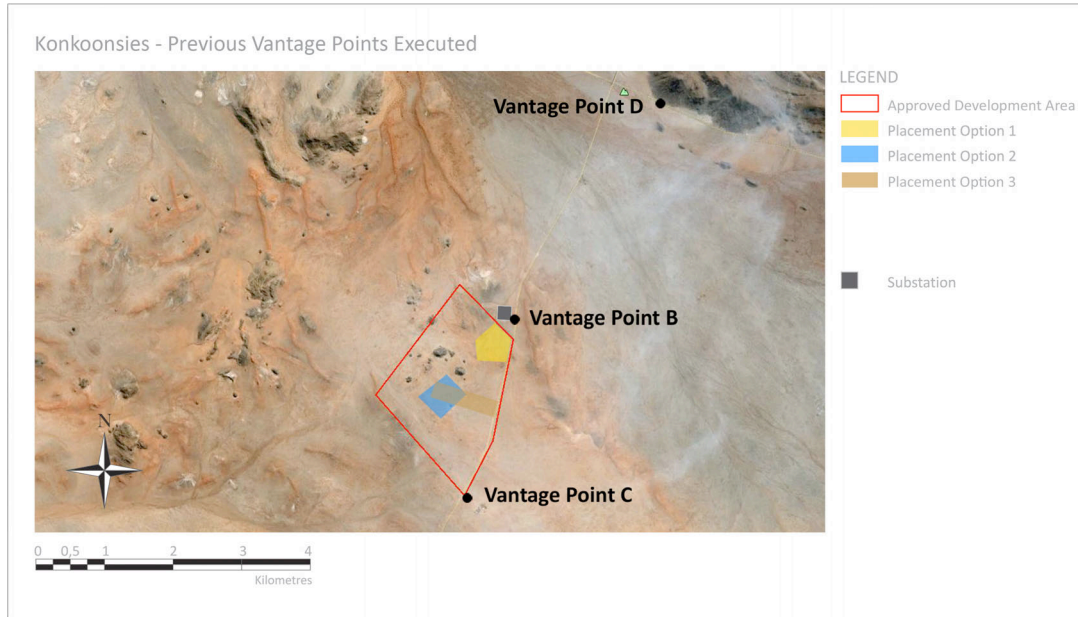 Konkoonsies - Previous Vantage Points Executed
LEGEND
Approved Development Area
Placement Option 1
Placement Option 2
Placement Option 3
Substation
Vantage Point D
Vantage Point B
Vantage Point C
N
0 0,5 1 2 3 4
Kilometres